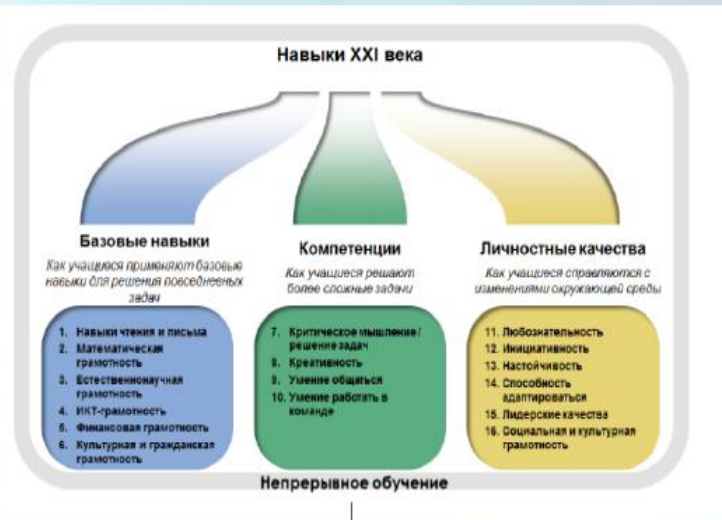 Навыки XXI века
Базовые навыки
Как учащиеся применяют базовые
навыки для решения повседневных
задач
1. Навыки чтения и письма
2. Математическая
грамотность
3. Естественнонаучная
грамотность
4. ИКТ-грамотность
5. Финансовая грамотность
6. Культурная и гражданская
грамотность
Компетенции
Как учащиеся решают
более сложные задачи
7. Критическое мышление/
решение задач
8. Креативность
9. Умение общаться
10. Умение работать в
команде
Личностные качества
Как учащиеся справляются с
изменениями окружающей среды
11. Любознательность
12. Инициативность
13. Настойчивость
14. Способность
адаптироваться
15. Лидерские качества
16. Социальная и культурная
грамотность
Непрерывное обучение